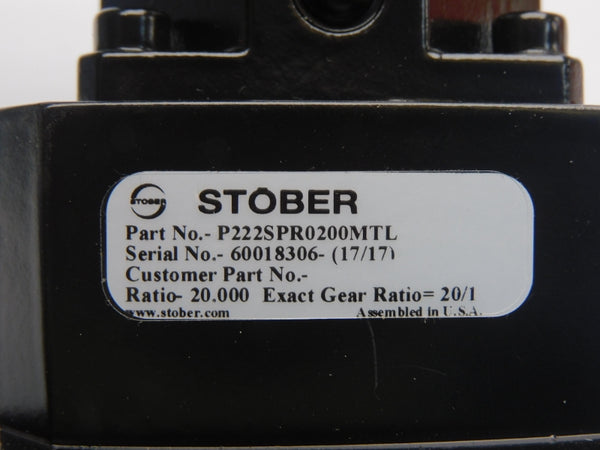 STOBER STÖBER
Part No.- P222SPR0200MTL
Serial No.- 60018306- (17/17)
Customer Part No.-
Ratio- 20.000 Exact Gear Ratio= 20/1
www.stober.com Assembled in U.S.A.